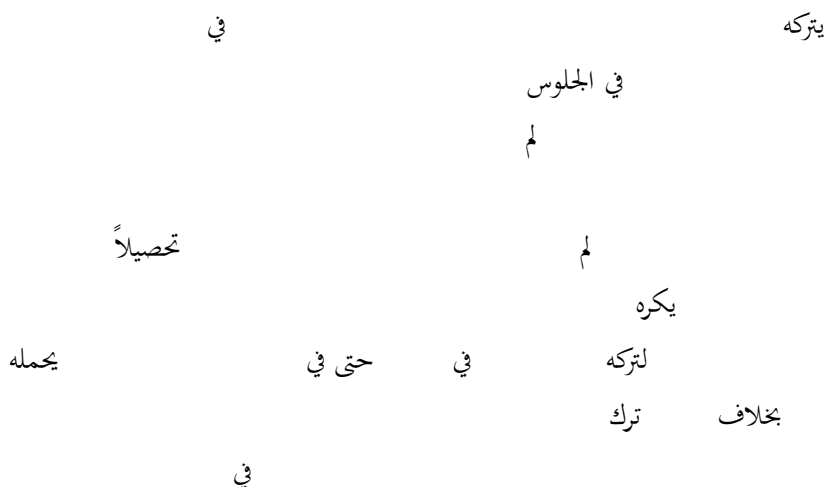 يتركه في
في الجلوس
لم
لم تحصيلاً
يكره
لتركه في حتى في يحمله
بخلاف ترك
في